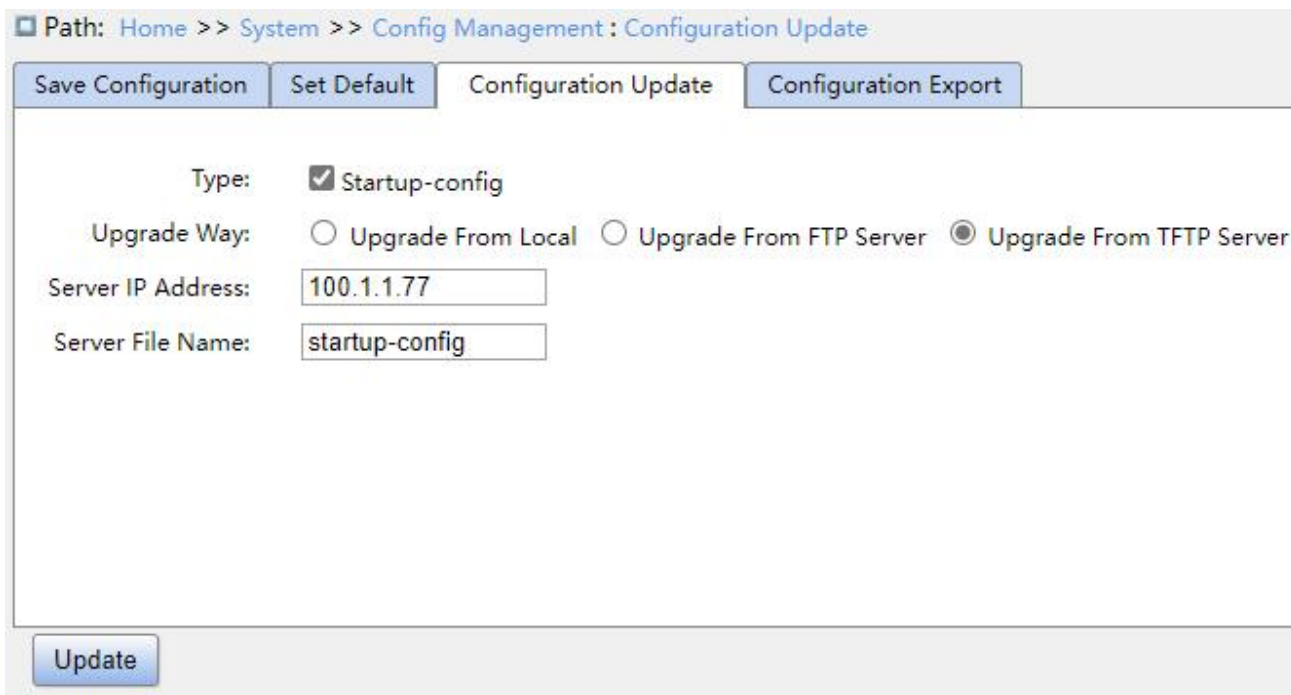 Path: Home >> System >> Config Management : Configuration Update
Save Configuration Set Default Configuration Update Configuration Export
Type: Startup-config
Upgrade Way: Upgrade From Local Upgrade From FTP Server Upgrade From TFTP Server
Server IP Address: 100.1.1.77
Server File Name: startup-config
Update